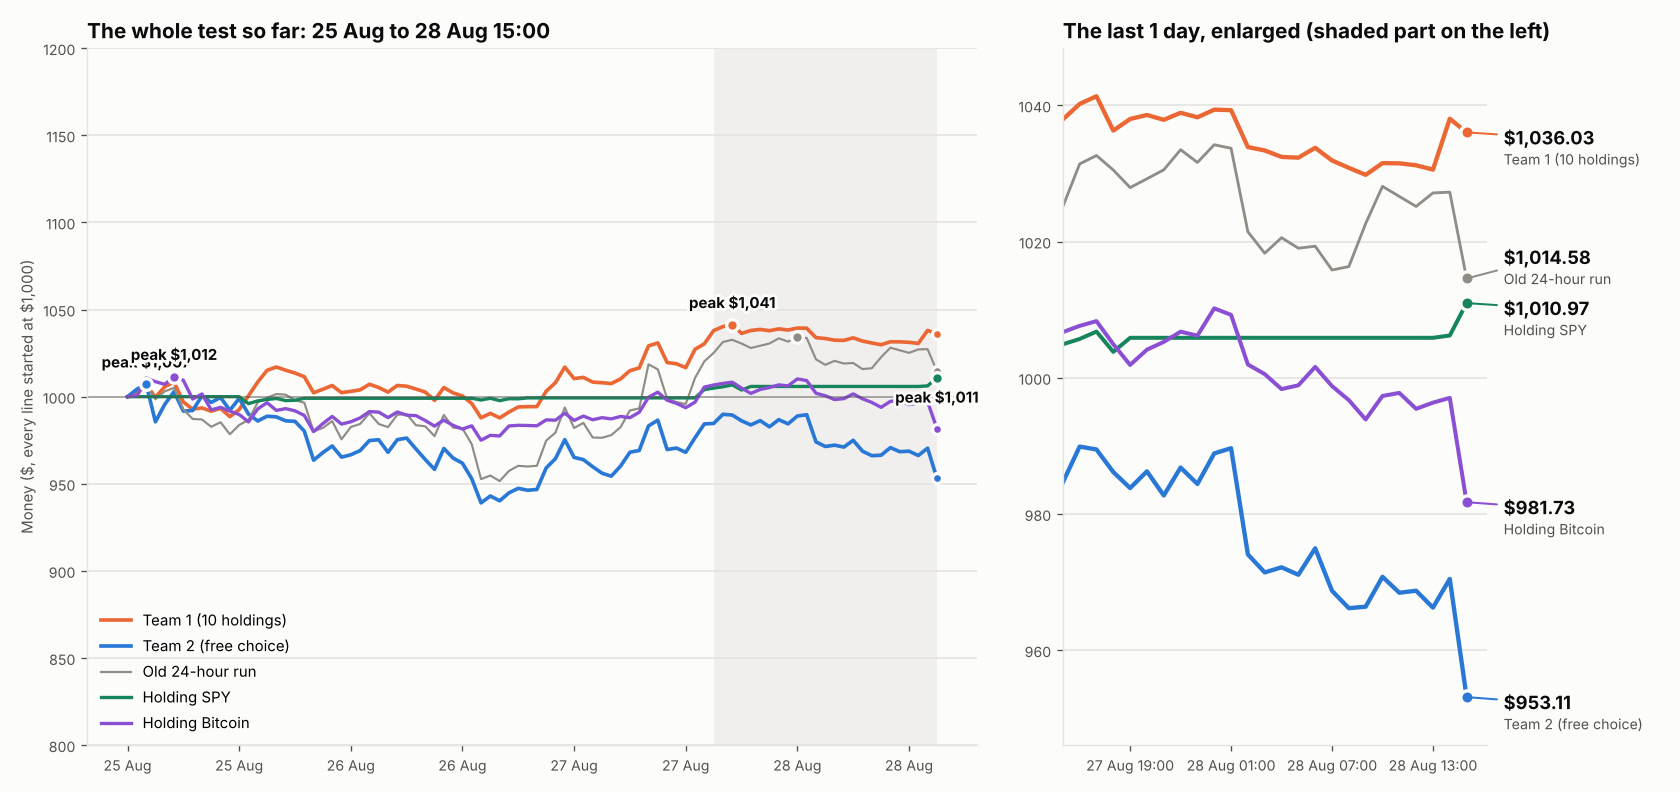 The whole test so far: 25 Aug to 28 Aug 15:00
1200
1150
1100
1050
1000
950
900
850
800
Money ($, every line started at $1,000)
peak $1,012
peak $1,041
peak $1,011
Team 1 (10 holdings)
Team 2 (free choice)
Old 24-hour run
Holding SPY
Holding Bitcoin
25 Aug
25 Aug
26 Aug
26 Aug
27 Aug
27 Aug
28 Aug
28 Aug
The last 1 day, enlarged (shaded part on the left)
1040
1020
1000
980
960
$1,036.03
Team 1 (10 holdings)
$1,014.58
Old 24-hour run
$1,010.97
Holding SPY
$981.73
Holding Bitcoin
$953.11
Team 2 (free choice)
27 Aug 19:00
28 Aug 01:00
28 Aug 07:00
28 Aug 13:00